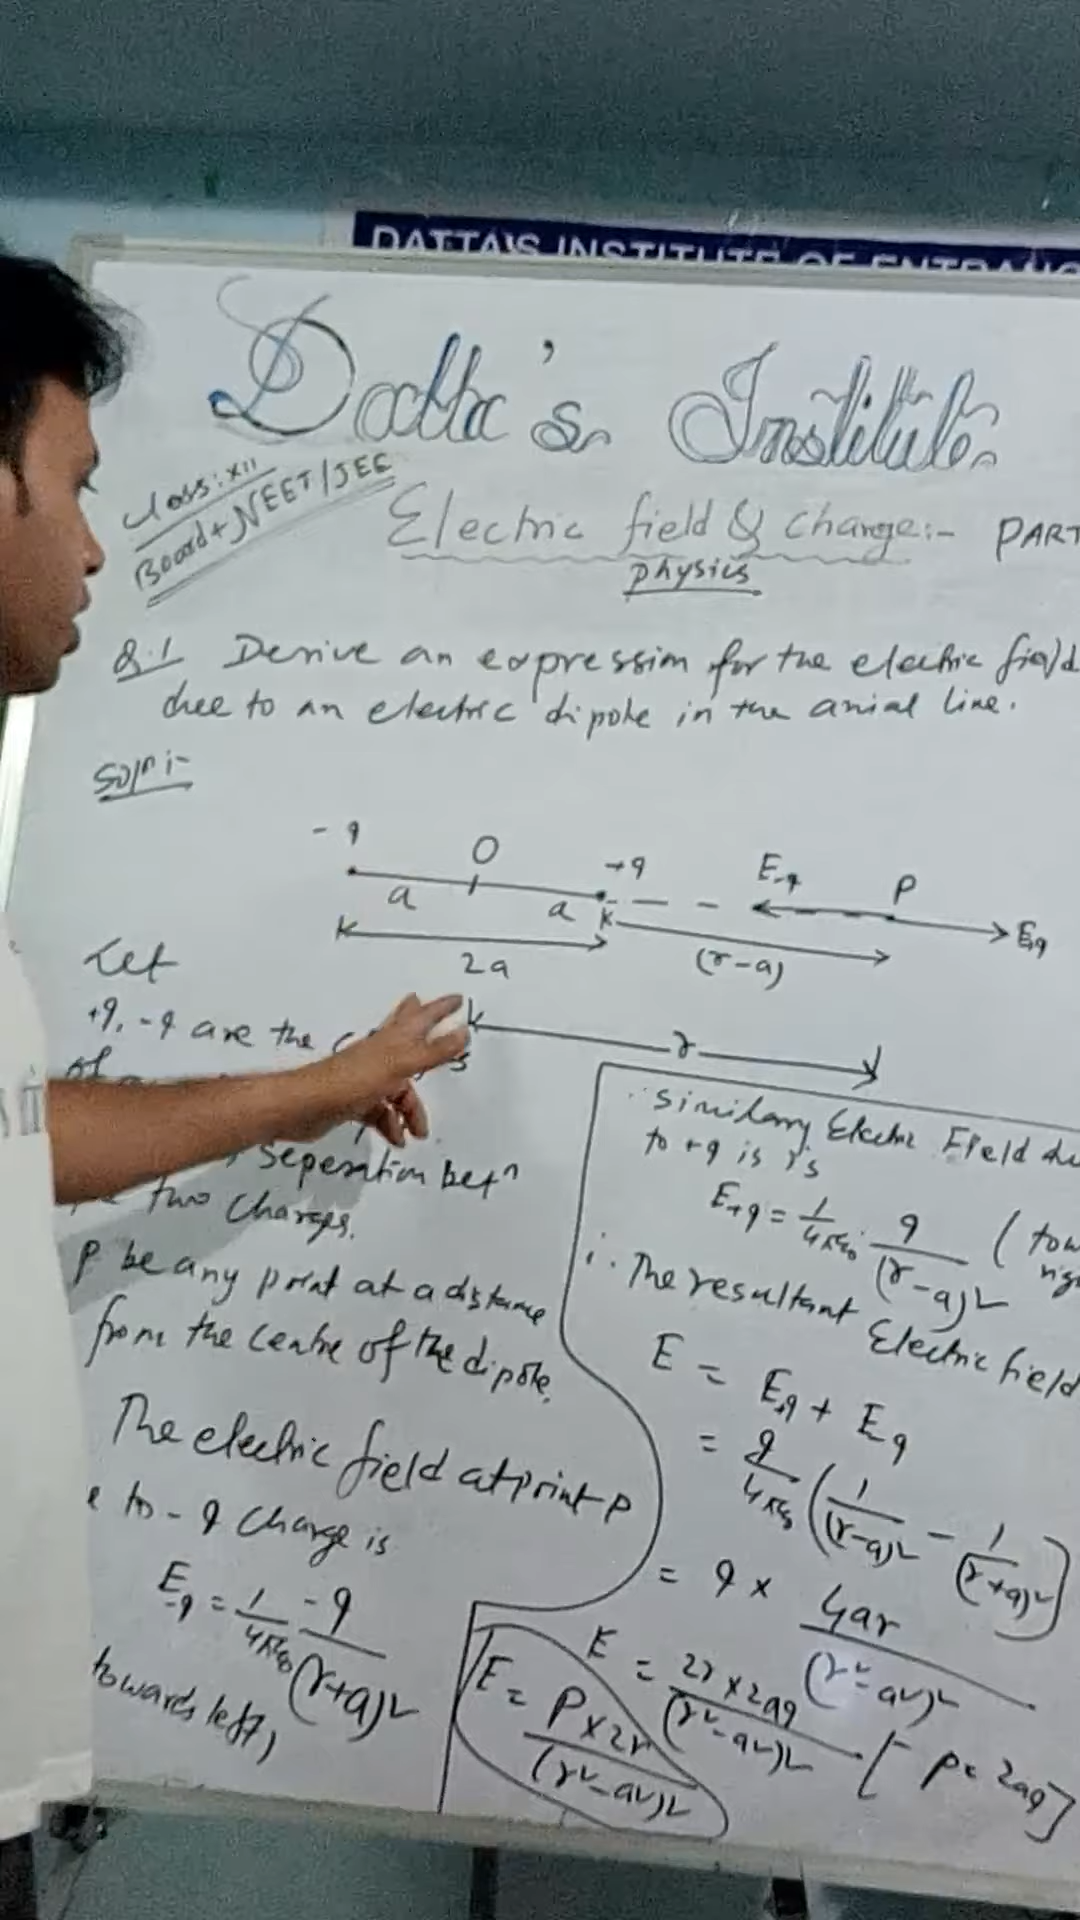 DATTA'S INSTITUTE OF ENTRANC
Datta's Institute
Class: XII
Board + NEET/JEE
Electric field & charge:- PART
physics
Q.1 Derive an expression for the electric field
due to an electric dipole in the axial line.
Solⁿ:-
-q O +q E-q P E+q
a a
2a (r-a)
r
Let
+q, -q are the
of
seperation betⁿ
two charges.
P be any point at a distance
from the centre of the dipole.
The electric field at point P
to -q charge is
E-q = 1/4πε₀ -q/(r+a)²
towards left)
Similary Electric Field du
to +q is is
E+q = 1/4πε₀ q/(r-a)² (tow
rig
∴ The resultant Electric field
E = E+q + E-q
= q/4πε₀ (1/(r-a)² - 1/(r+a)²)
= q × 4ar/(r²-a²)²
E = 2r×2aq/(r²-a²)² [p = 2aq]
E = P×2r/(r²-a²)²